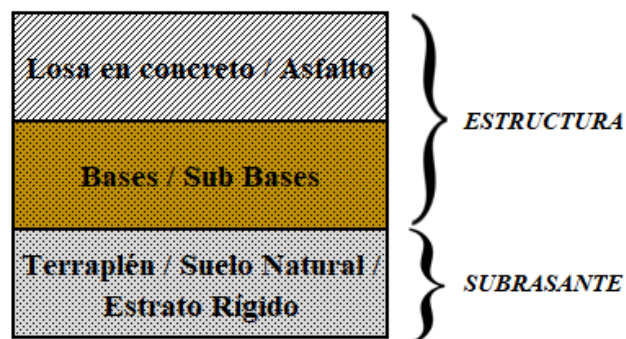 Losa en concreto / Asfalto
ESTRUCTURA
Bases / Sub Bases
Terraplén / Suelo Natural /
Estrato Rígido
SUBRASANTE